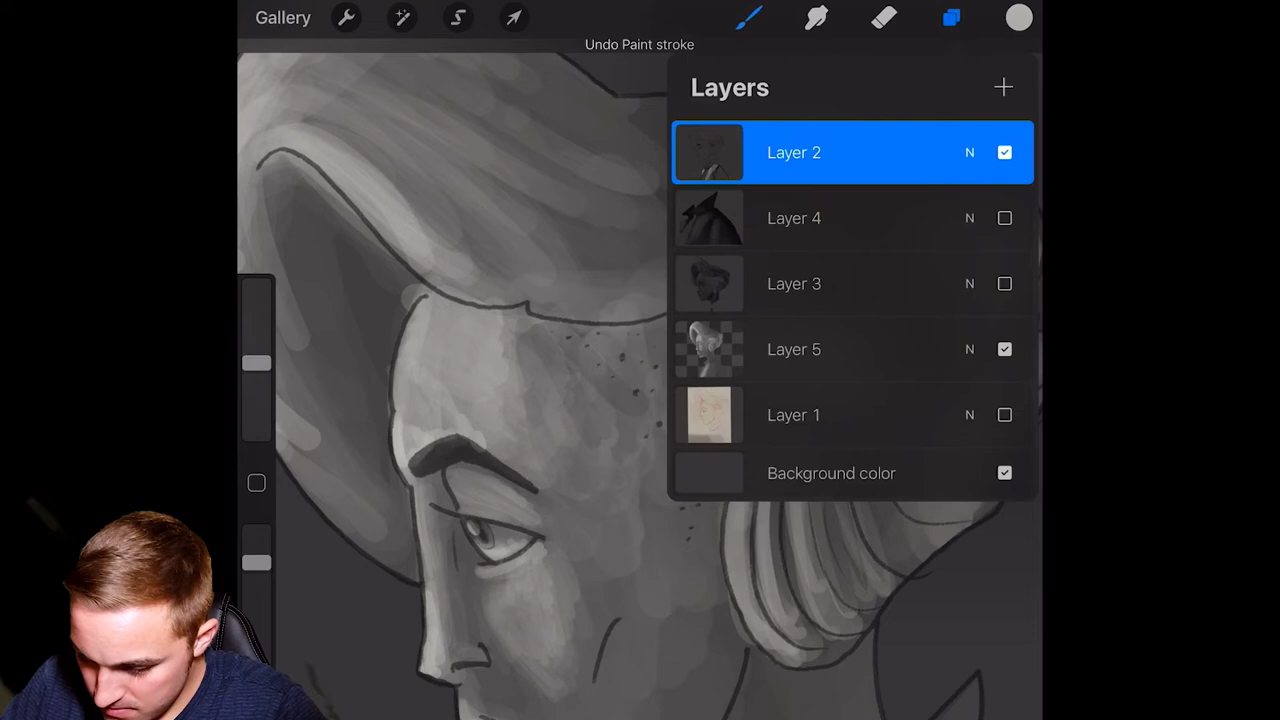 Gallery
Undo Paint stroke
Layers
Layer 2 N
Layer 4 N
Layer 3 N
Layer 5 N
Layer 1 N
Background color